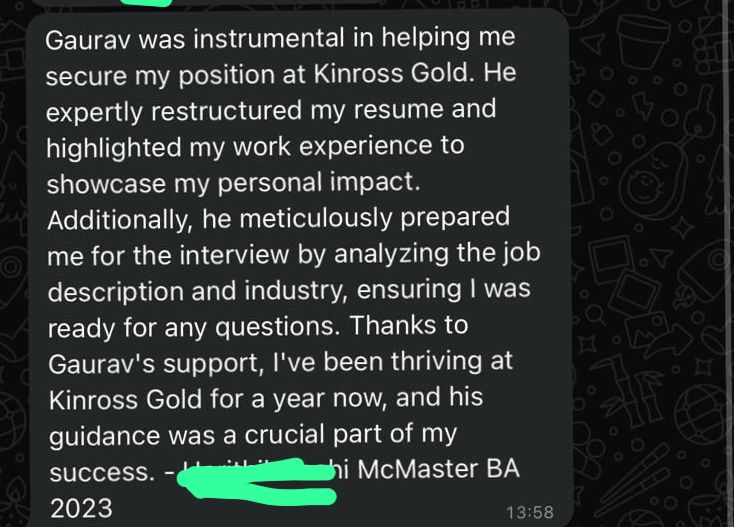 Gaurav was instrumental in helping me
secure my position at Kinross Gold. He
expertly restructured my resume and
highlighted my work experience to
showcase my personal impact.
Additionally, he meticulously prepared
me for the interview by analyzing the job
description and industry, ensuring I was
ready for any questions. Thanks to
Gaurav's support, I've been thriving at
Kinross Gold for a year now, and his
guidance was a crucial part of my
success. - McMaster BA
2023
13:58